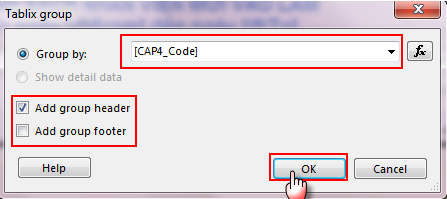 Tablix group
Group by: [CAP4_Code] fx
Show detail data
Add group header
Add group footer
Help OK Cancel